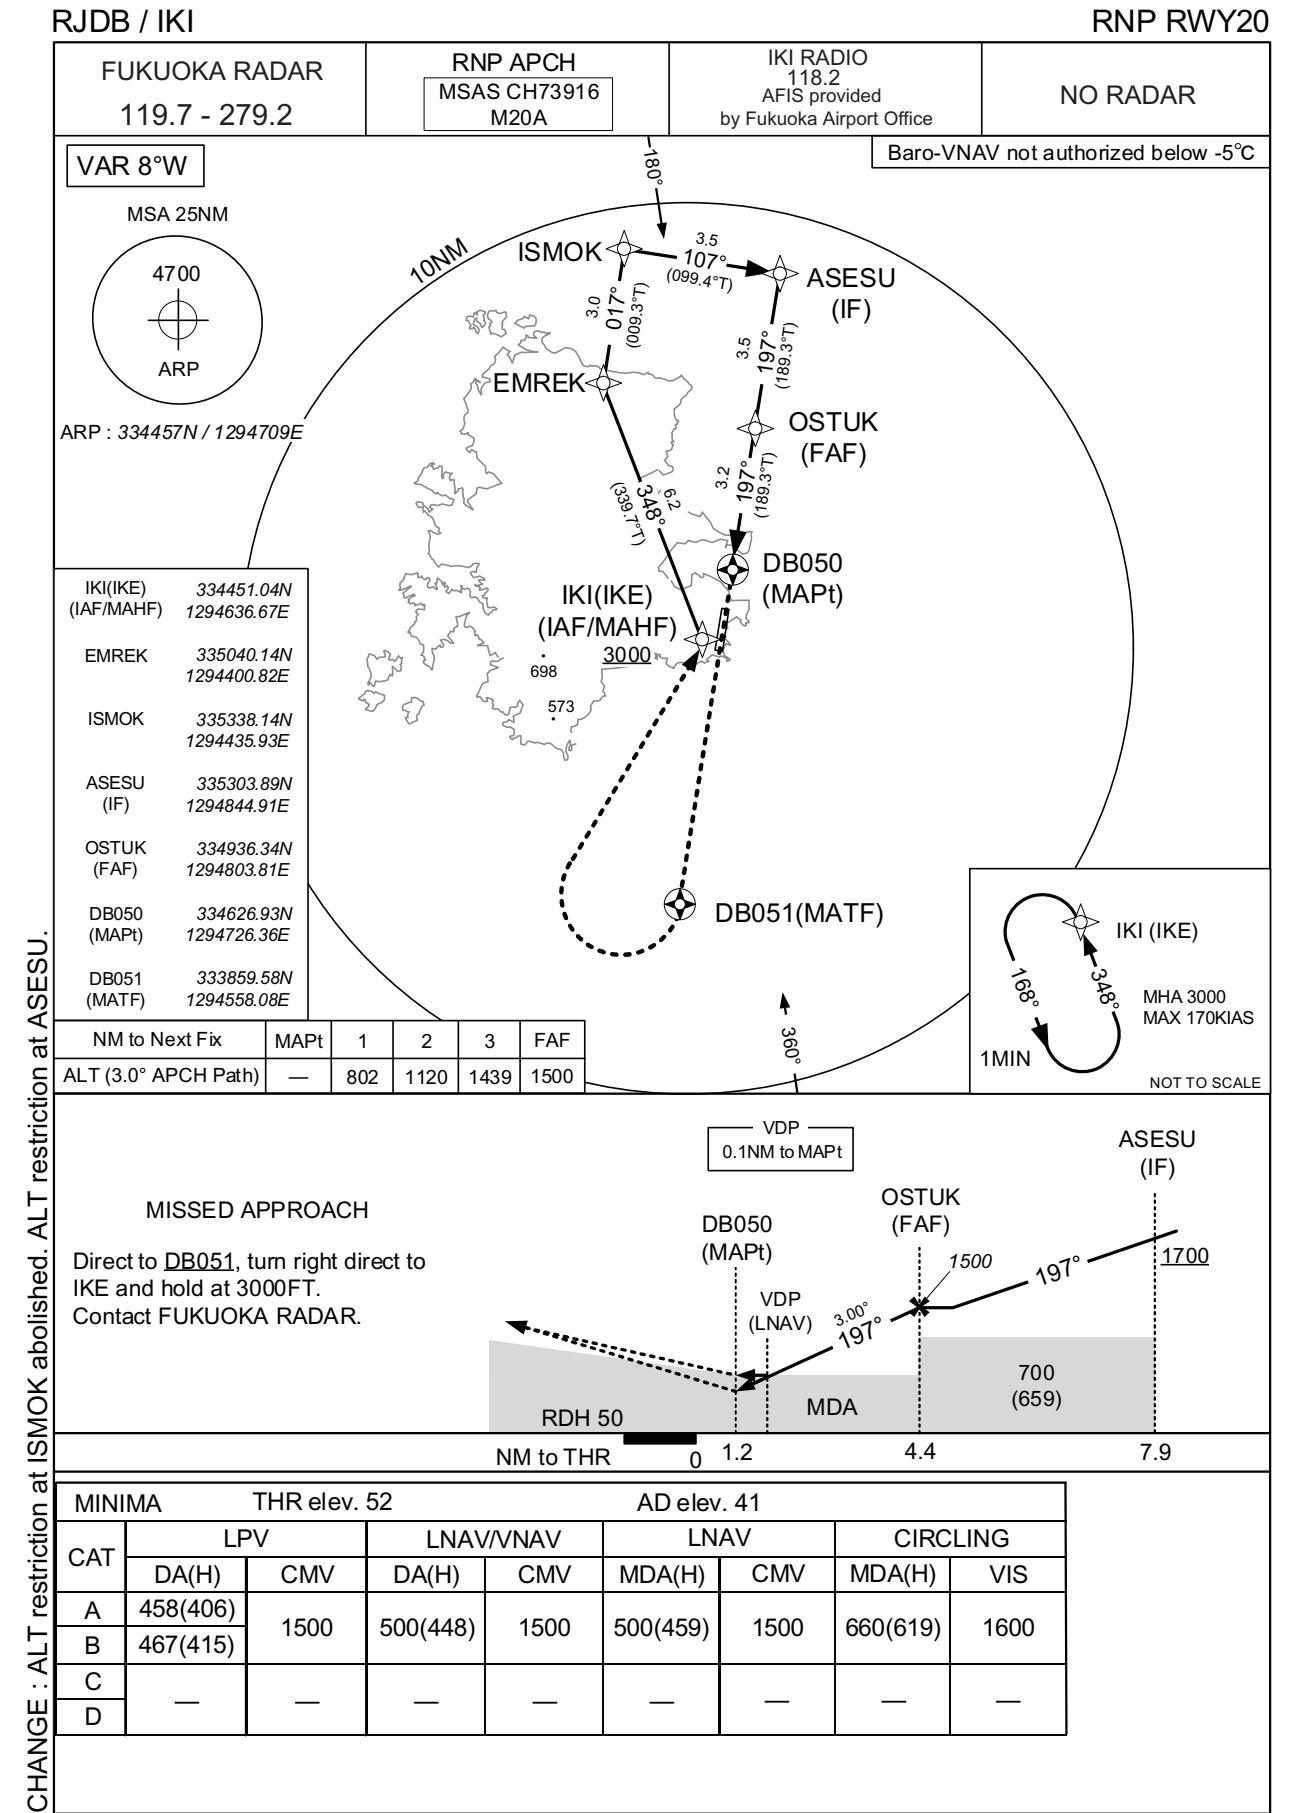 RJDB / IKI
RNP RWY20
FUKUOKA RADAR
119.7 - 279.2
RNP APCH
MSAS CH73916
M20A
IKI RADIO
118.2
AFIS provided
by Fukuoka Airport Office
NO RADAR
VAR 8°W
Baro-VNAV not authorized below -5°C
MSA 25NM
4700
ARP
ARP : 334457N / 1294709E
10NM
180°
ISMOK
3.5
107°
(099.4°T)
ASESU
(IF)
3.0
017°
(009.3°T)
3.5
197°
(189.3°T)
EMREK
OSTUK
(FAF)
3.2
197°
(189.3°T)
6.2
348°
(339.7°T)
DB050
(MAPt)
IKI(IKE)
(IAF/MAHF)
3000
698
573
DB051(MATF)
360°
IKI(IKE) 334451.04N
(IAF/MAHF) 1294636.67E
EMREK 335040.14N
1294400.82E
ISMOK 335338.14N
1294435.93E
ASESU 335303.89N
(IF) 1294844.91E
OSTUK 334936.34N
(FAF) 1294803.81E
DB050 334626.93N
(MAPt) 1294726.36E
DB051 333859.58N
(MATF) 1294558.08E
IKI (IKE)
168°
348°
MHA 3000
MAX 170KIAS
1MIN
NOT TO SCALE
NM to Next Fix MAPt 1 2 3 FAF
ALT (3.0° APCH Path) — 802 1120 1439 1500
VDP
0.1NM to MAPt
ASESU
(IF)
MISSED APPROACH
Direct to DB051, turn right direct to
IKE and hold at 3000FT.
Contact FUKUOKA RADAR.
DB050
(MAPt)
OSTUK
(FAF)
1500
197°
1700
VDP
(LNAV)
3.00°
197°
700
(659)
MDA
RDH 50
NM to THR 0 1.2 4.4 7.9
MINIMA THR elev. 52 AD elev. 41
CAT LPV LNAV/VNAV LNAV CIRCLING
DA(H) CMV DA(H) CMV MDA(H) CMV MDA(H) VIS
A 458(406) 1500 500(448) 1500 500(459) 1500 660(619) 1600
B 467(415)
C — — — — — — — —
D
CHANGE : ALT restriction at ISMOK abolished. ALT restriction at ASESU.